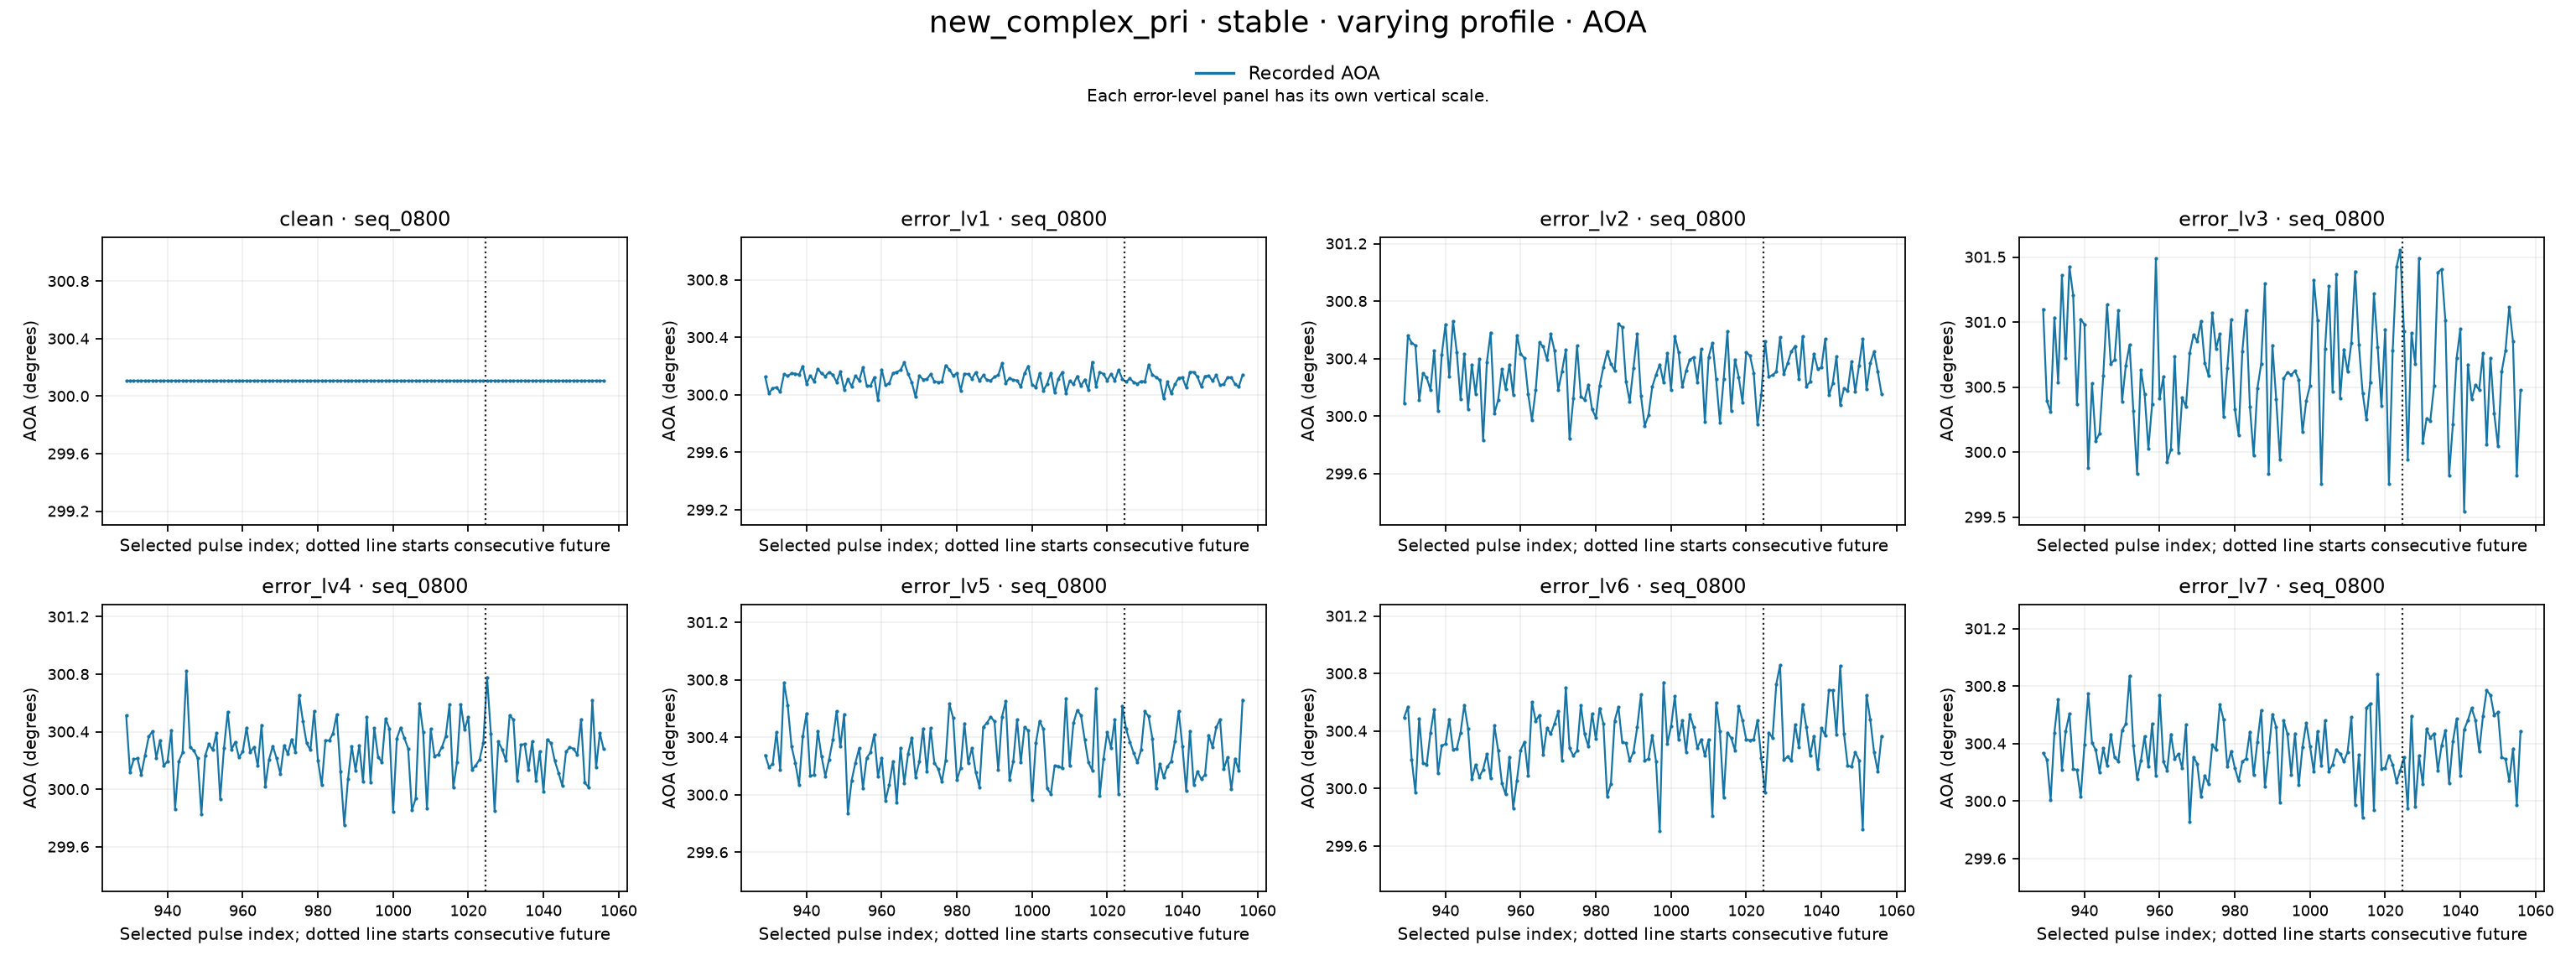 new_complex_pri · stable · varying profile · AOA
Recorded AOA
Each error-level panel has its own vertical scale.
clean · seq_0800
error_lv1 · seq_0800
error_lv2 · seq_0800
error_lv3 · seq_0800
AOA (degrees)
300.8
300.4
300.0
299.6
299.2
AOA (degrees)
300.8
300.4
300.0
299.6
299.2
AOA (degrees)
301.2
300.8
300.4
300.0
299.6
AOA (degrees)
301.5
301.0
300.5
300.0
299.5
Selected pulse index; dotted line starts consecutive future
Selected pulse index; dotted line starts consecutive future
Selected pulse index; dotted line starts consecutive future
Selected pulse index; dotted line starts consecutive future
error_lv4 · seq_0800
error_lv5 · seq_0800
error_lv6 · seq_0800
error_lv7 · seq_0800
AOA (degrees)
301.2
300.8
300.4
300.0
299.6
AOA (degrees)
301.2
300.8
300.4
300.0
299.6
AOA (degrees)
301.2
300.8
300.4
300.0
299.6
AOA (degrees)
301.2
300.8
300.4
300.0
299.6
940 960 980 1000 1020 1040 1060
940 960 980 1000 1020 1040 1060
940 960 980 1000 1020 1040 1060
940 960 980 1000 1020 1040 1060
Selected pulse index; dotted line starts consecutive future
Selected pulse index; dotted line starts consecutive future
Selected pulse index; dotted line starts consecutive future
Selected pulse index; dotted line starts consecutive future